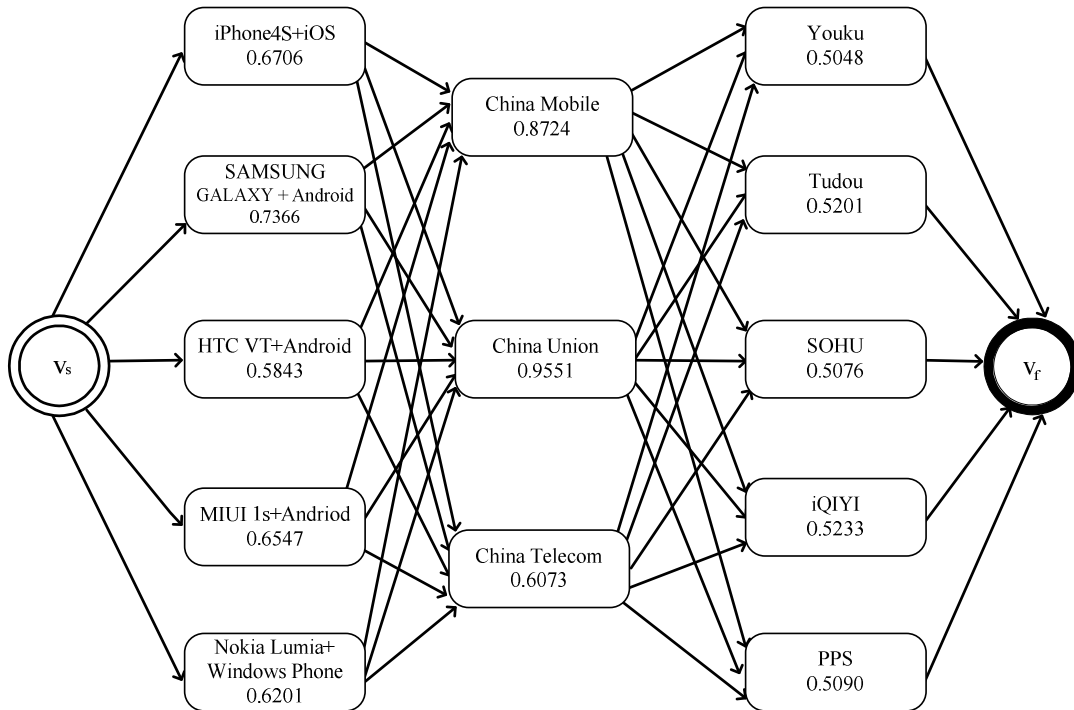 iPhone4S+iOS
0.6706
SAMSUNG
GALAXY + Android
0.7366
HTC VT+Android
0.5843
MIUI 1s+Andriod
0.6547
Nokia Lumia+
Windows Phone
0.6201
vs
China Mobile
0.8724
China Union
0.9551
China Telecom
0.6073
Youku
0.5048
Tudou
0.5201
SOHU
0.5076
iQIYI
0.5233
PPS
0.5090
vf